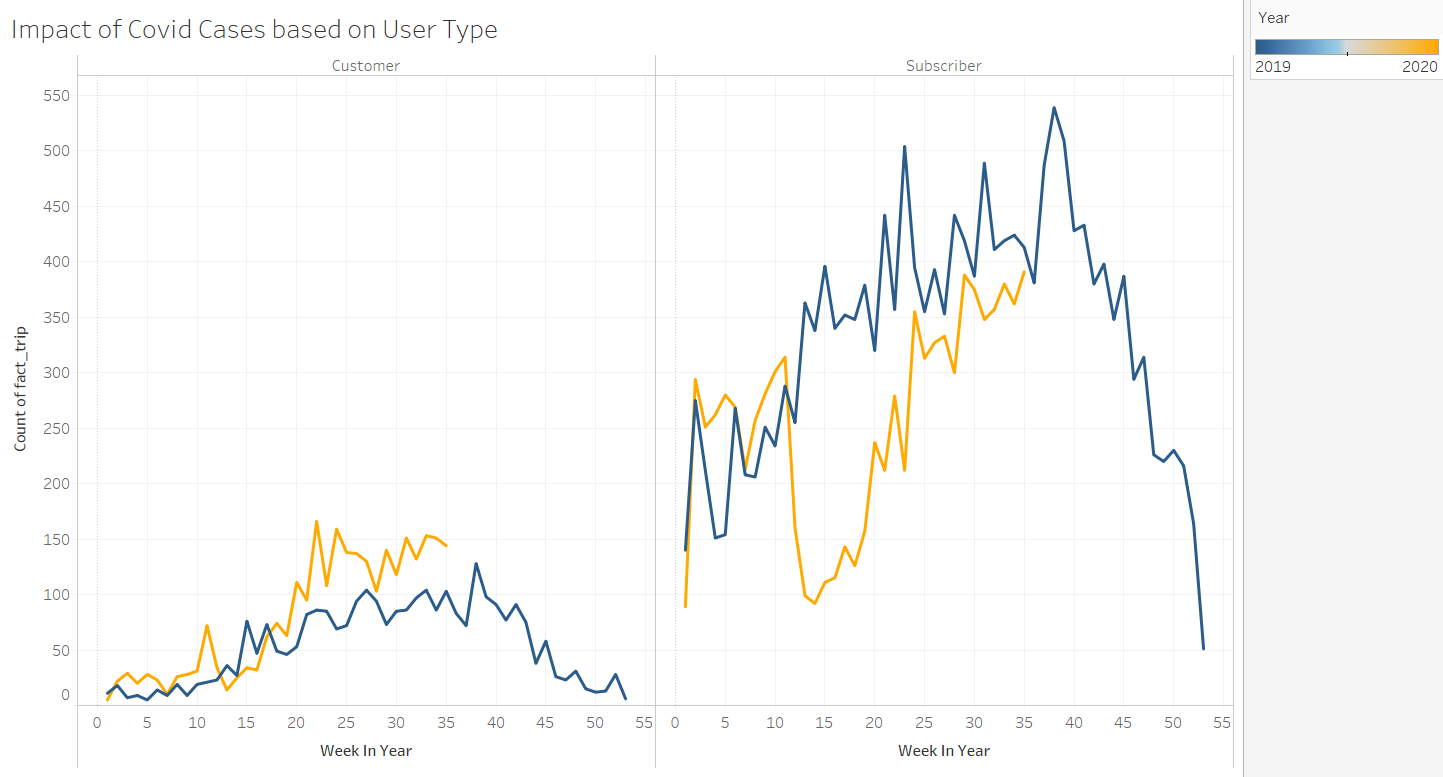 Impact of Covid Cases based on User Type
Year
2019 2020
Customer Subscriber
550
500
450
400
350
300
250
200
150
100
50
0
Count of fact_trip
0 5 10 15 20 25 30 35 40 45 50 55 0 5 10 15 20 25 30 35 40 45 50 55
Week In Year Week In Year